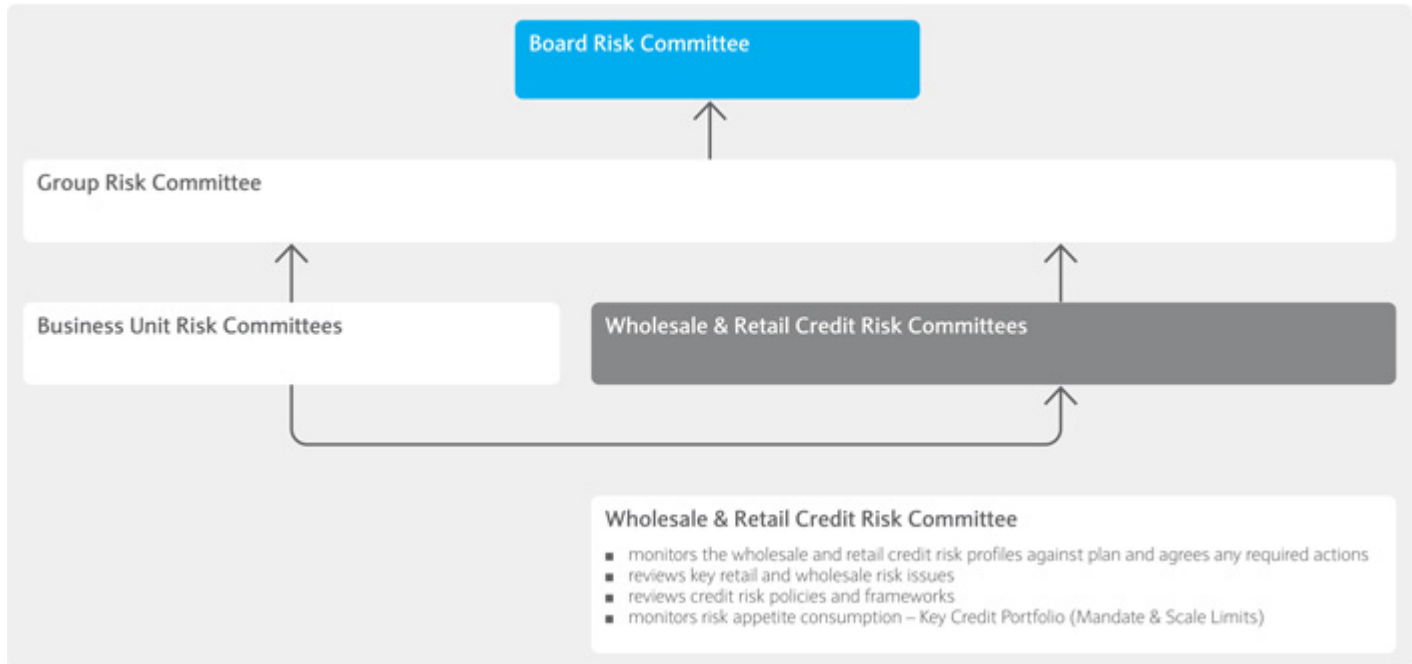 Board Risk Committee
Group Risk Committee
Business Unit Risk Committees
Wholesale & Retail Credit Risk Committees
Wholesale & Retail Credit Risk Committee
■ monitors the wholesale and retail credit risk profiles against plan and agrees any required actions
■ reviews key retail and wholesale risk issues
■ reviews credit risk policies and frameworks
■ monitors risk appetite consumption – Key Credit Portfolio (Mandate & Scale Limits)